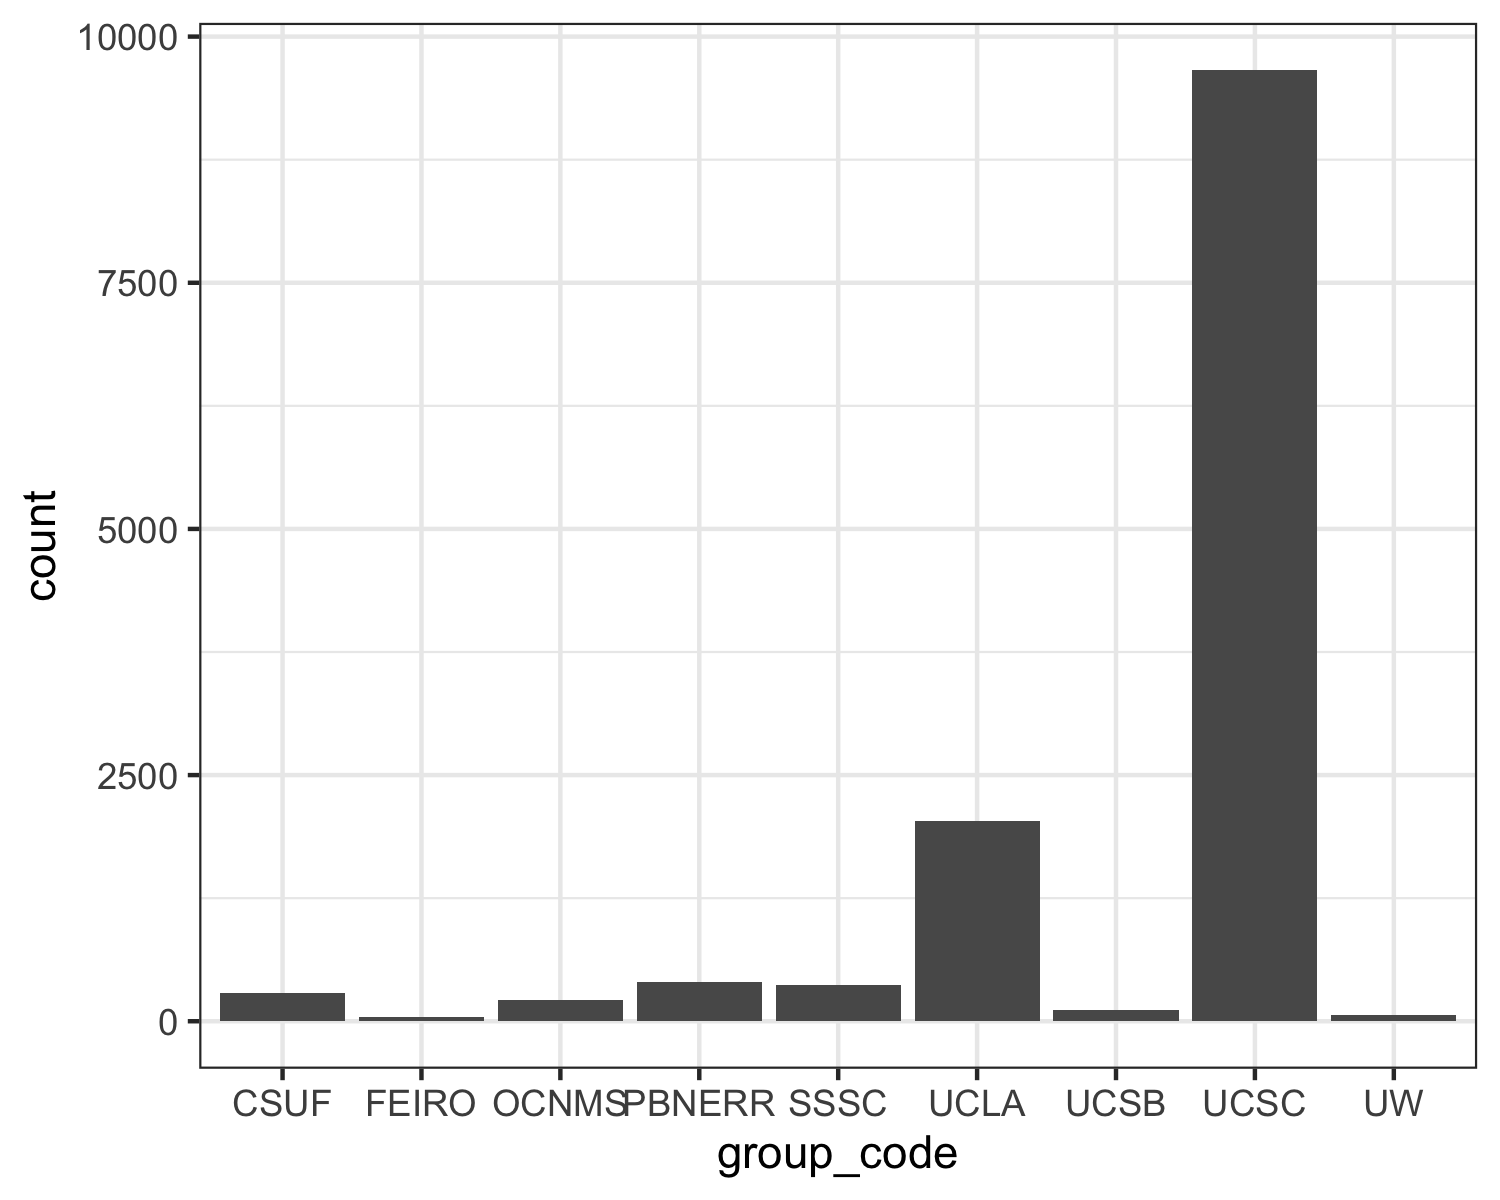 10000
7500
5000
2500
0
count
CSUF FEIRO OCNMS PBNERR SSSC UCLA UCSB UCSC UW
group_code